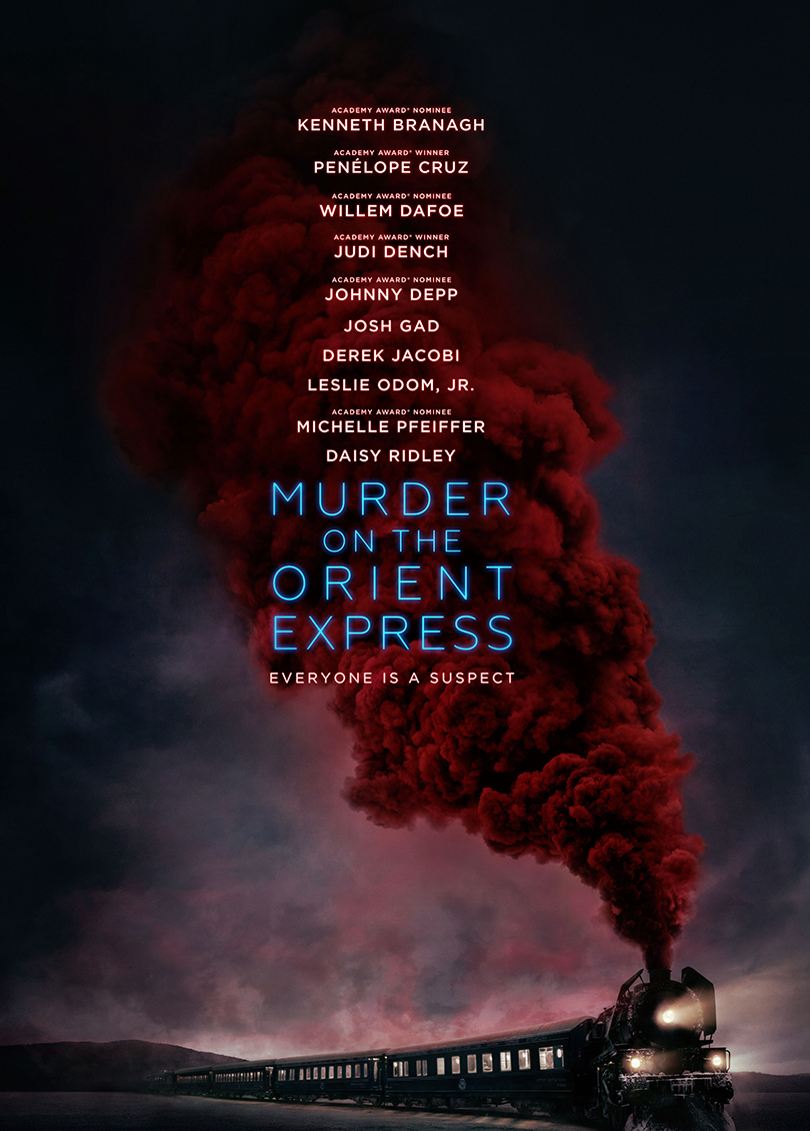 ACADEMY AWARD® NOMINEE
KENNETH BRANAGH
ACADEMY AWARD® WINNER
PENÉLOPE CRUZ
ACADEMY AWARD® NOMINEE
WILLEM DAFOE
ACADEMY AWARD® WINNER
JUDI DENCH
ACADEMY AWARD® NOMINEE
JOHNNY DEPP
JOSH GAD
DEREK JACOBI
LESLIE ODOM, JR.
ACADEMY AWARD® NOMINEE
MICHELLE PFEIFFER
DAISY RIDLEY
MURDER
ON THE
ORIENT
EXPRESS
EVERYONE IS A SUSPECT